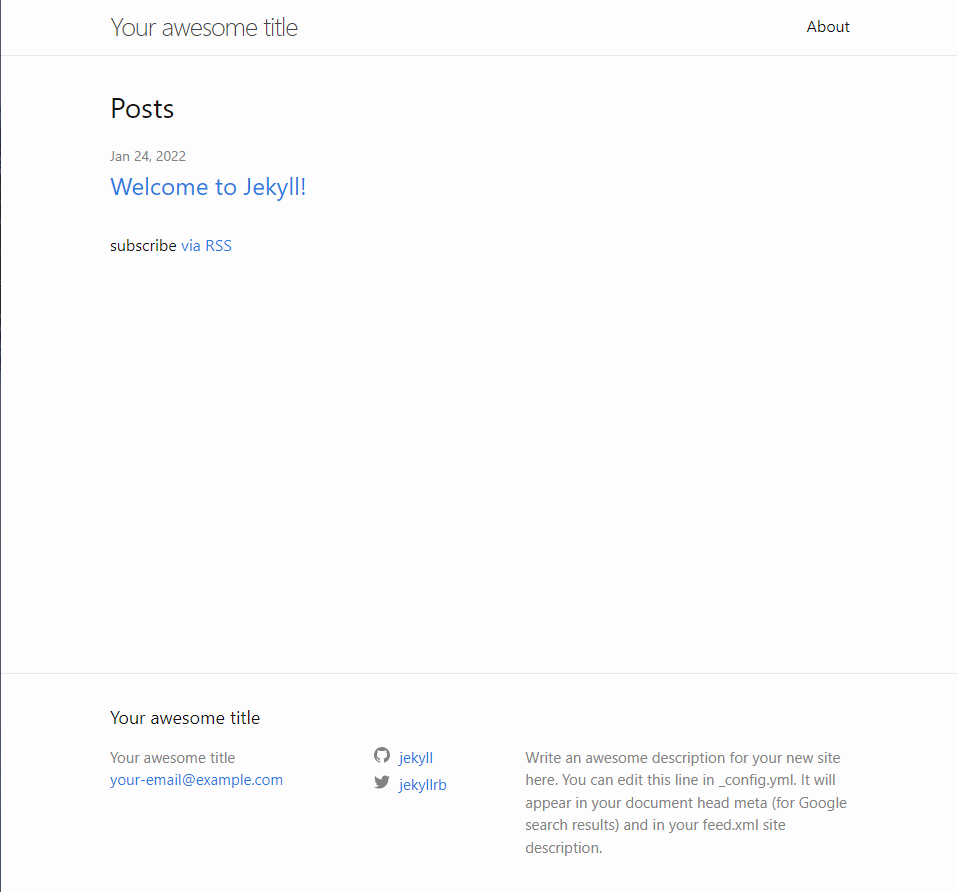 Your awesome title
About
Posts
Jan 24, 2022
Welcome to Jekyll!
subscribe via RSS
Your awesome title
Your awesome title
your-email@example.com
jekyll
jekyllrb
Write an awesome description for your new site
here. You can edit this line in _config.yml. It will
appear in your document head meta (for Google
search results) and in your feed.xml site
description.